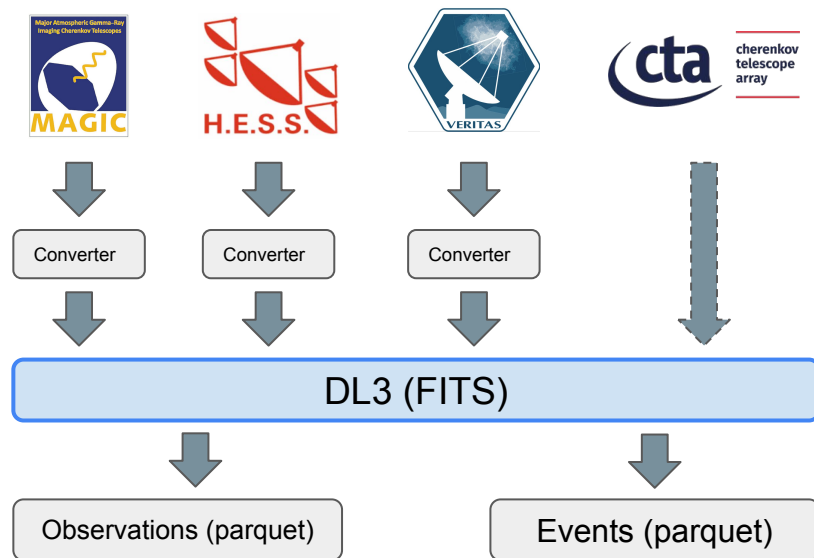 Major Atmospheric Gamma-Ray
Imaging Cherenkov Telescopes
MAGIC
H.E.S.S.
VERITAS
cta
cherenkov
telescope
array
Converter
Converter
Converter
DL3 (FITS)
Observations (parquet)
Events (parquet)